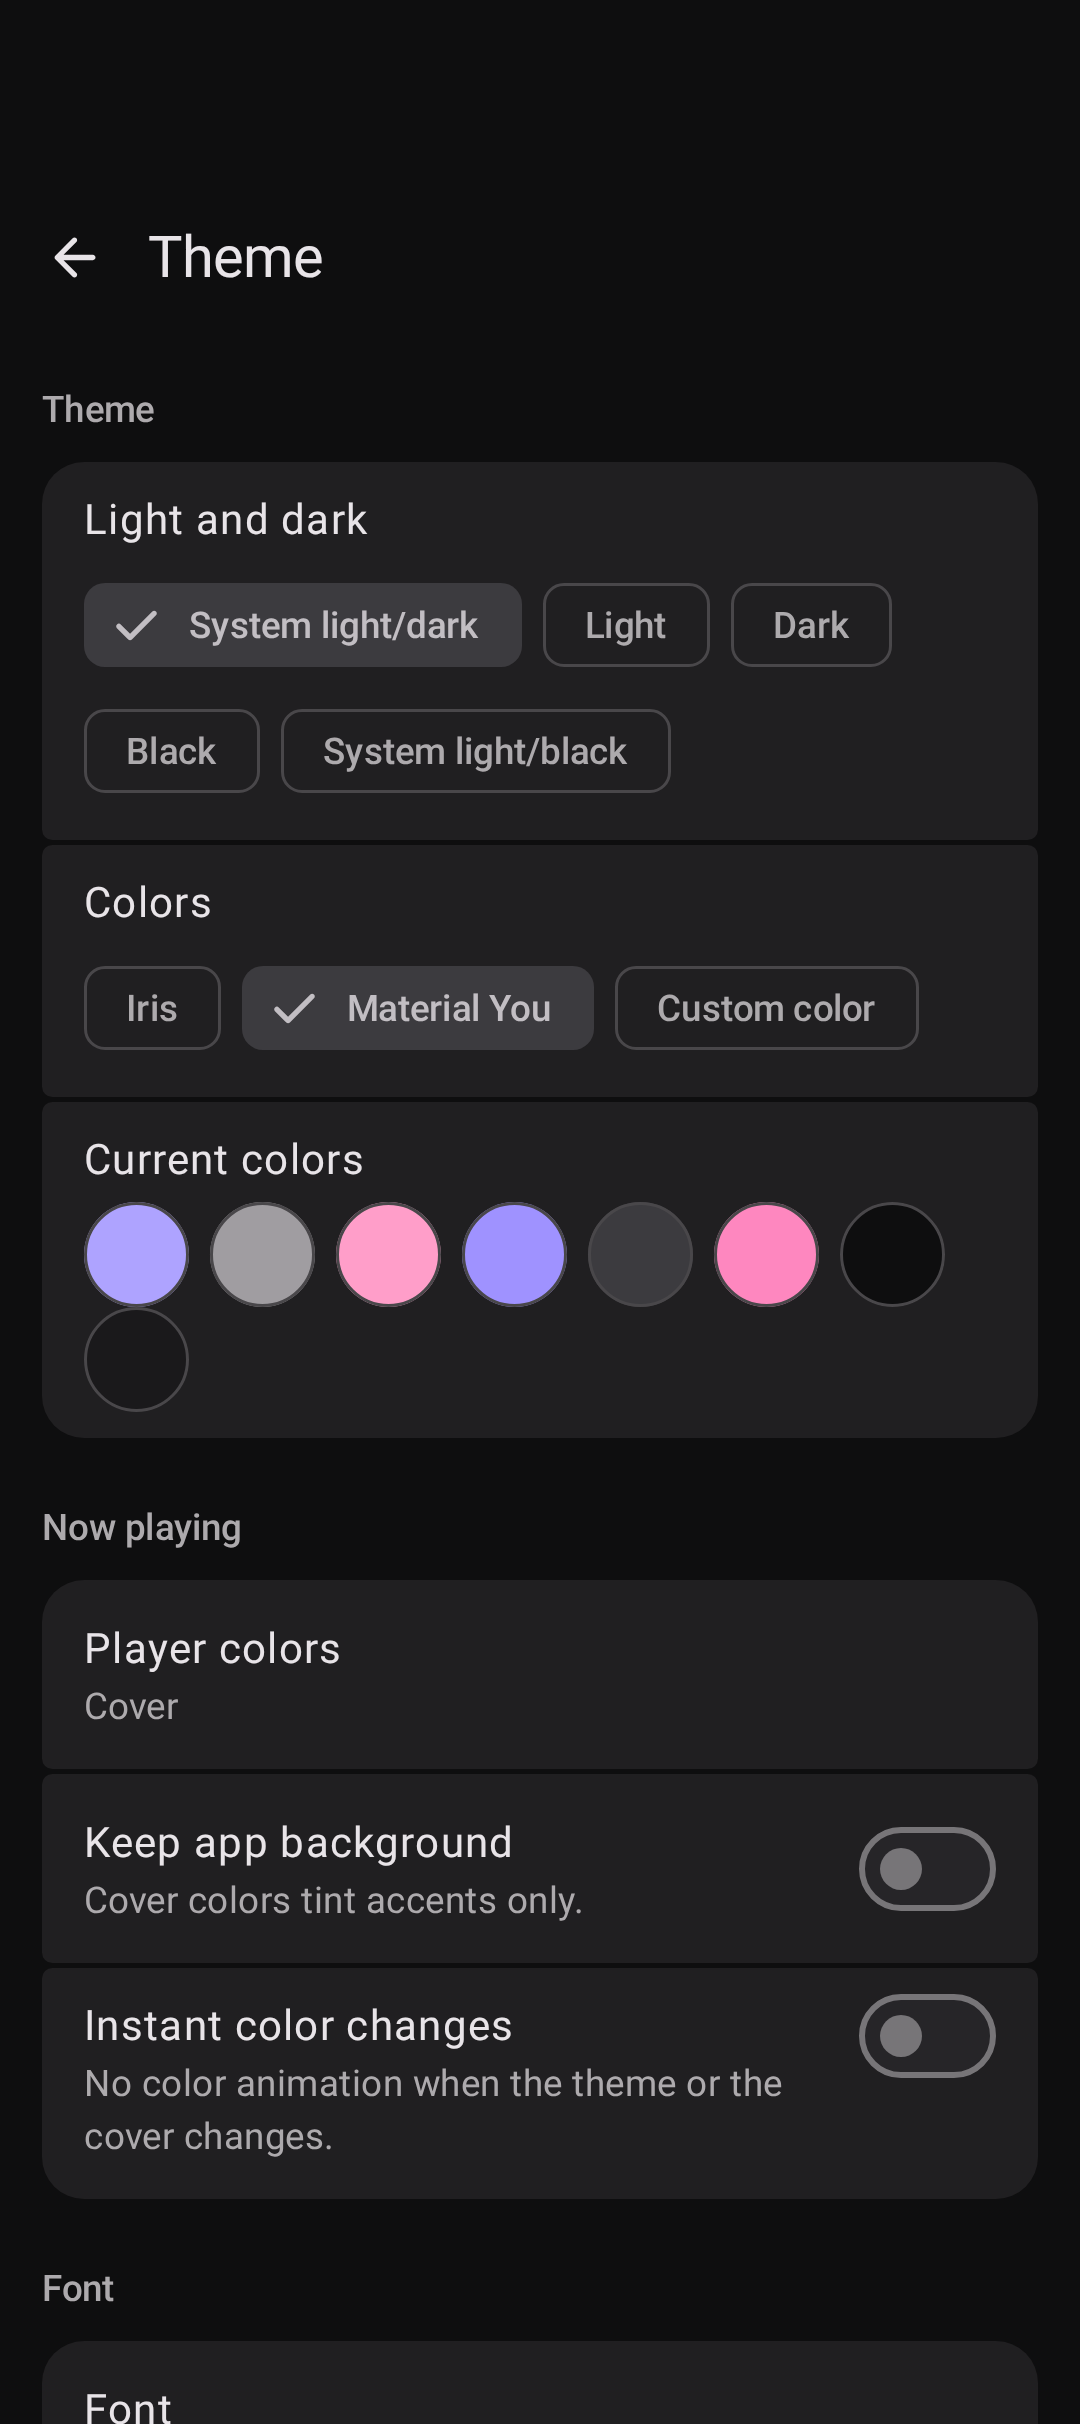 Theme
Theme
Light and dark
System light/dark
Light
Dark
Black
System light/black
Colors
Iris
Material You
Custom color
Current colors
Now playing
Player colors
Cover
Keep app background
Cover colors tint accents only.
Instant color changes
No color animation when the theme or the
cover changes.
Font
Font